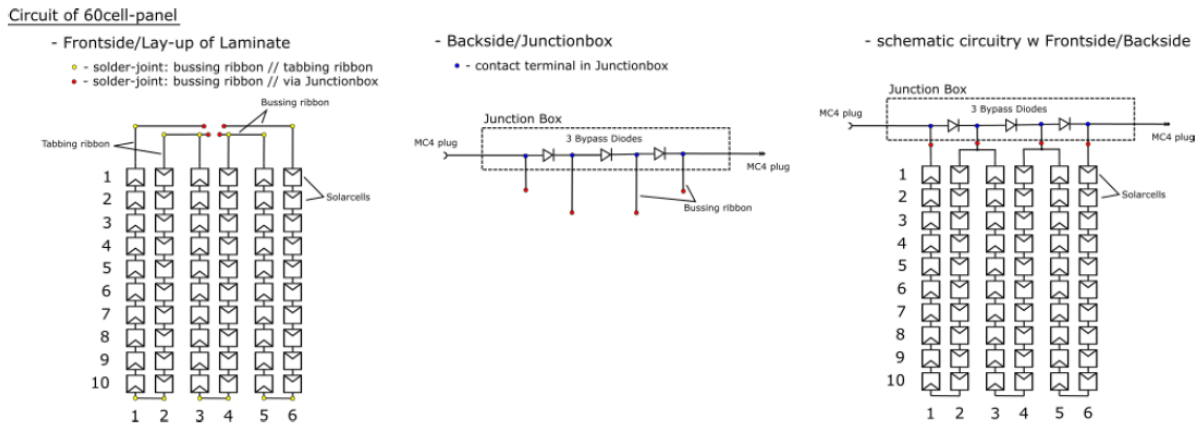 Circuit of 60cell-panel
- Frontside/Lay-up of Laminate
- solder-joint: bussing ribbon // tabbing ribbon
- solder-joint: bussing ribbon // via Junctionbox
Bussing ribbon
Tabbing ribbon
Solarcells
1
2
3
4
5
6
7
8
9
10
1 2 3 4 5 6
- Backside/Junctionbox
- contact terminal in Junctionbox
Junction Box
3 Bypass Diodes
MC4 plug
MC4 plug
Bussing ribbon
- schematic circuitry w Frontside/Backside
Junction Box
3 Bypass Diodes
MC4 plug
MC4 plug
Solarcells
1
2
3
4
5
6
7
8
9
10
1 2 3 4 5 6